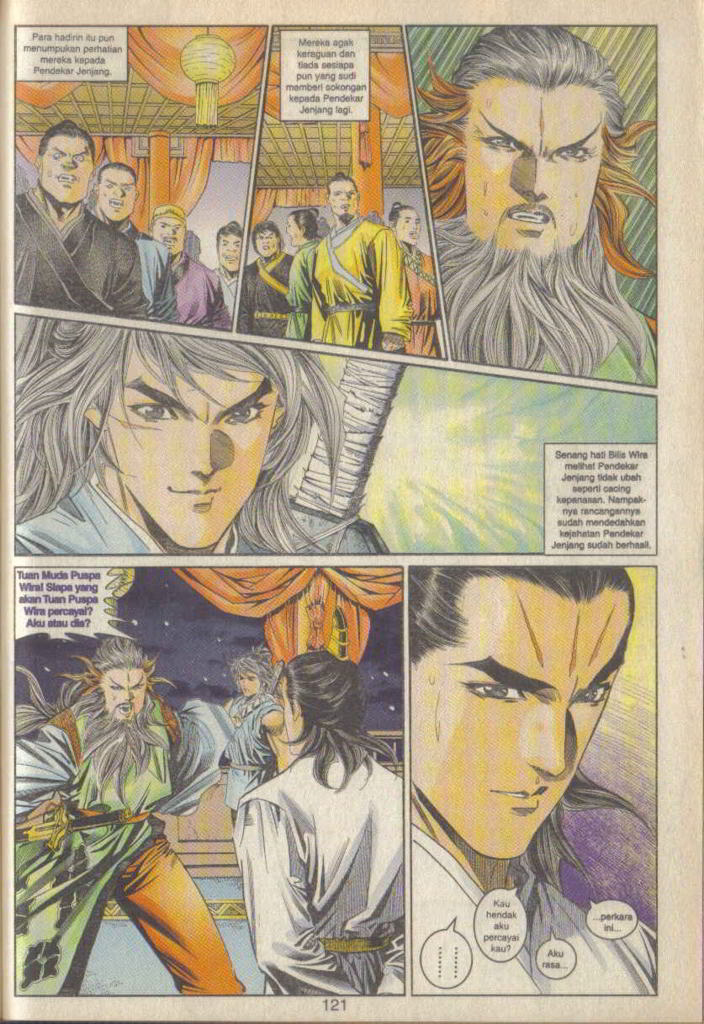 Para hadirin itu pun
menumpukan perhatian
mereka kepada
Pendekar Jenjang.
Mereka agak
keraguan dan
tiada sesiapa
pun yang sudi
memberi sokongan
kepada Pendekar
Jenjang lagi.
Senang hati Bilis Wira
melihat Pendekar
Jenjang tidak ubah
seperti cacing
kepanasan. Nampak-
nya rancangannya
sudah mendedahkan
kejahatan Pendekar
Jenjang sudah berhasil.
Tuan Muda Puspa
Wira! Siapa yang
akan Tuan Puspa
Wira percayai?
Aku atau dia?
Kau
hendak
aku
percayai
kau?
Aku
rasa...
...perkara
ini...
121